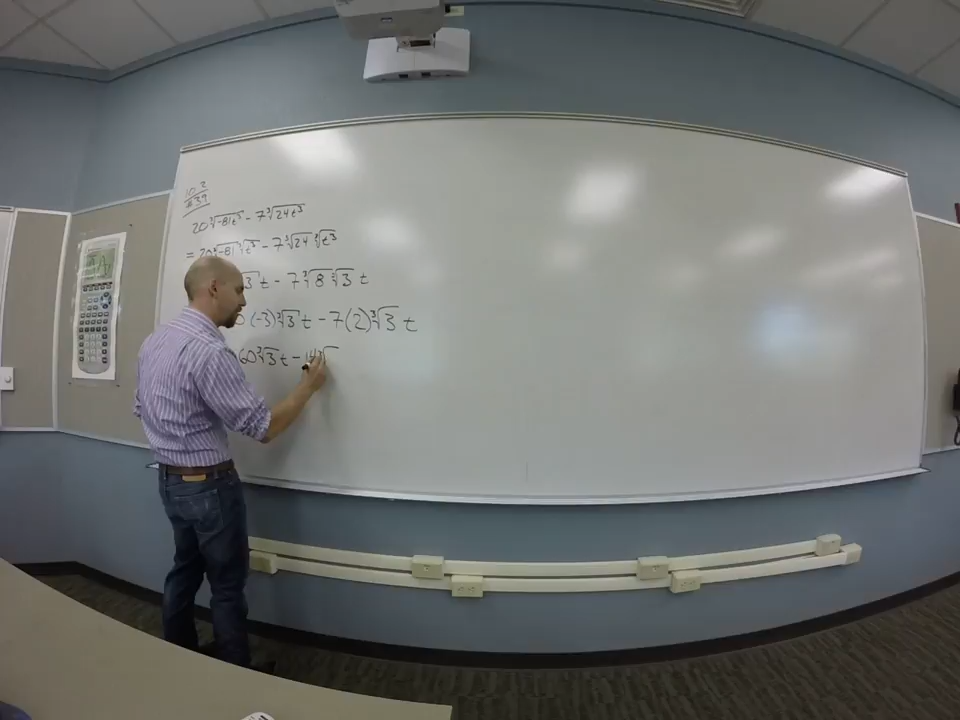 10.2
#39
20∛-81t³ - 7∛24t³
= 20∛-81 ∛t³ - 7∛24 ∛t³
3 t - 7∛8 ∛3 t
(-3)∛3 t - 7(2)∛3 t
60∛3 t - 14∛